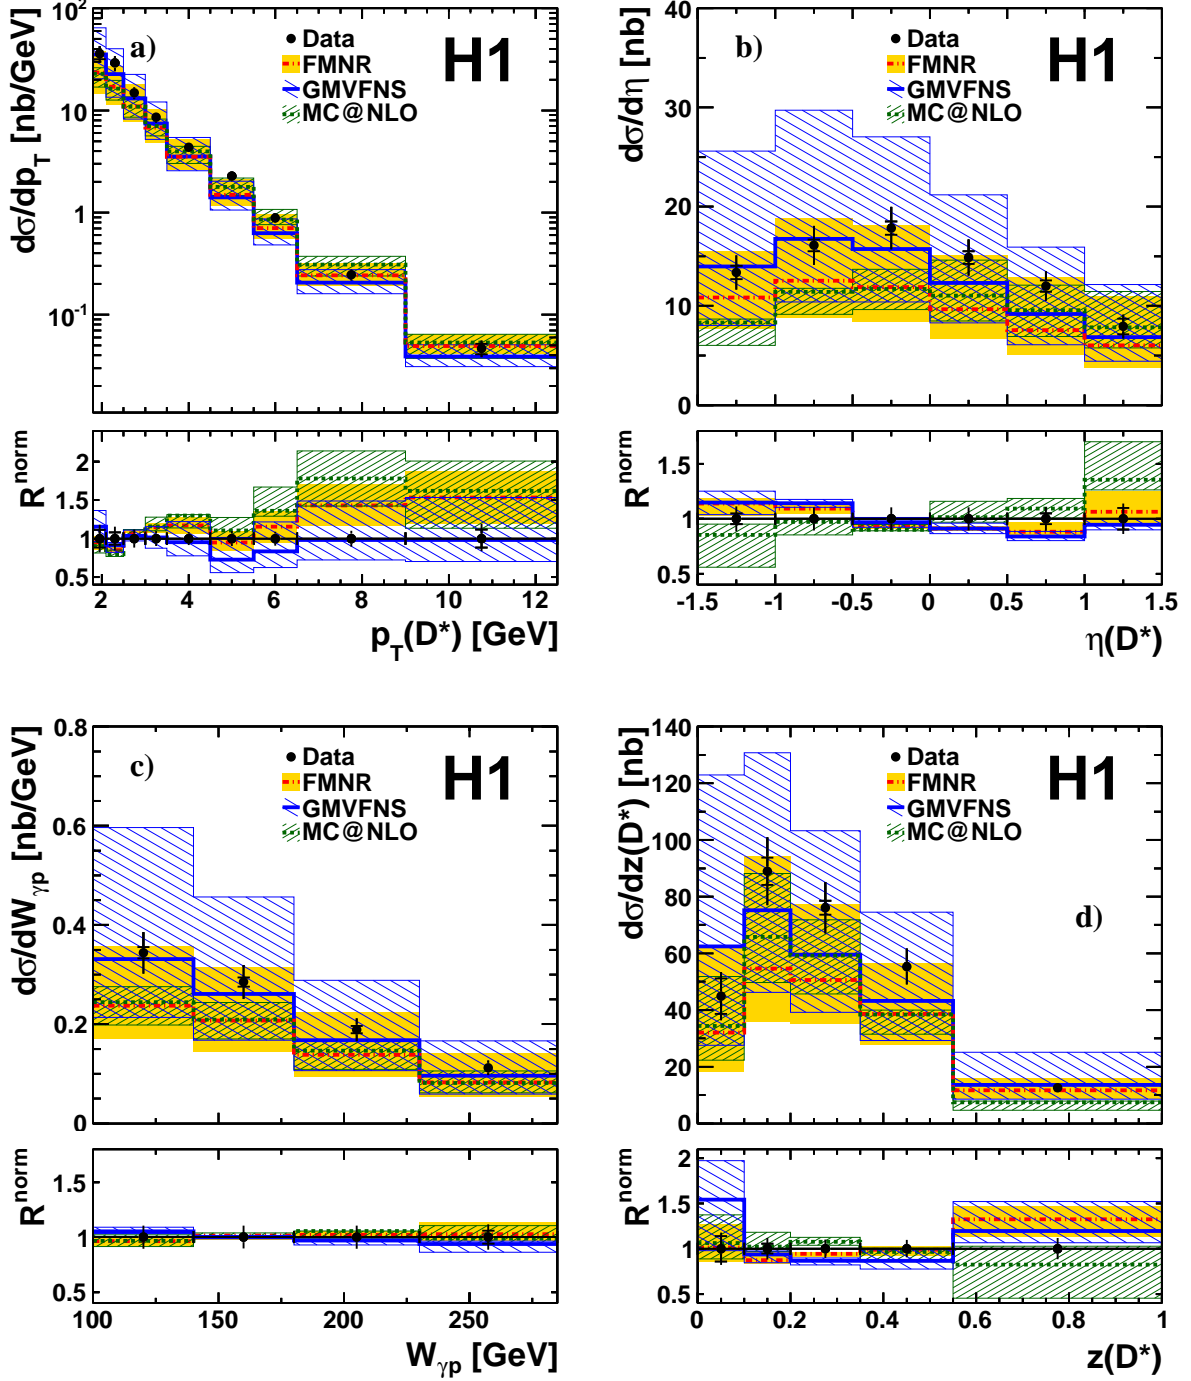 a)
H1
Data
FMNR
GMVFNS
MC@NLO
dσ/dp_T [nb/GeV]
10²
10
1
10⁻¹
R^norm
2
1.5
1
0.5
2 4 6 8 10 12
p_T(D*) [GeV]
b)
H1
Data
FMNR
GMVFNS
MC@NLO
dσ/dη [nb]
40
30
20
10
0
R^norm
1.5
1
0.5
-1.5 -1 -0.5 0 0.5 1 1.5
η(D*)
c)
H1
Data
FMNR
GMVFNS
MC@NLO
dσ/dW_γp [nb/GeV]
0.8
0.6
0.4
0.2
0
R^norm
1.5
1
0.5
100 150 200 250
W_γp [GeV]
d)
H1
Data
FMNR
GMVFNS
MC@NLO
dσ/dz(D*) [nb]
140
120
100
80
60
40
20
0
R^norm
2
1.5
1
0.5
0 0.2 0.4 0.6 0.8 1
z(D*)